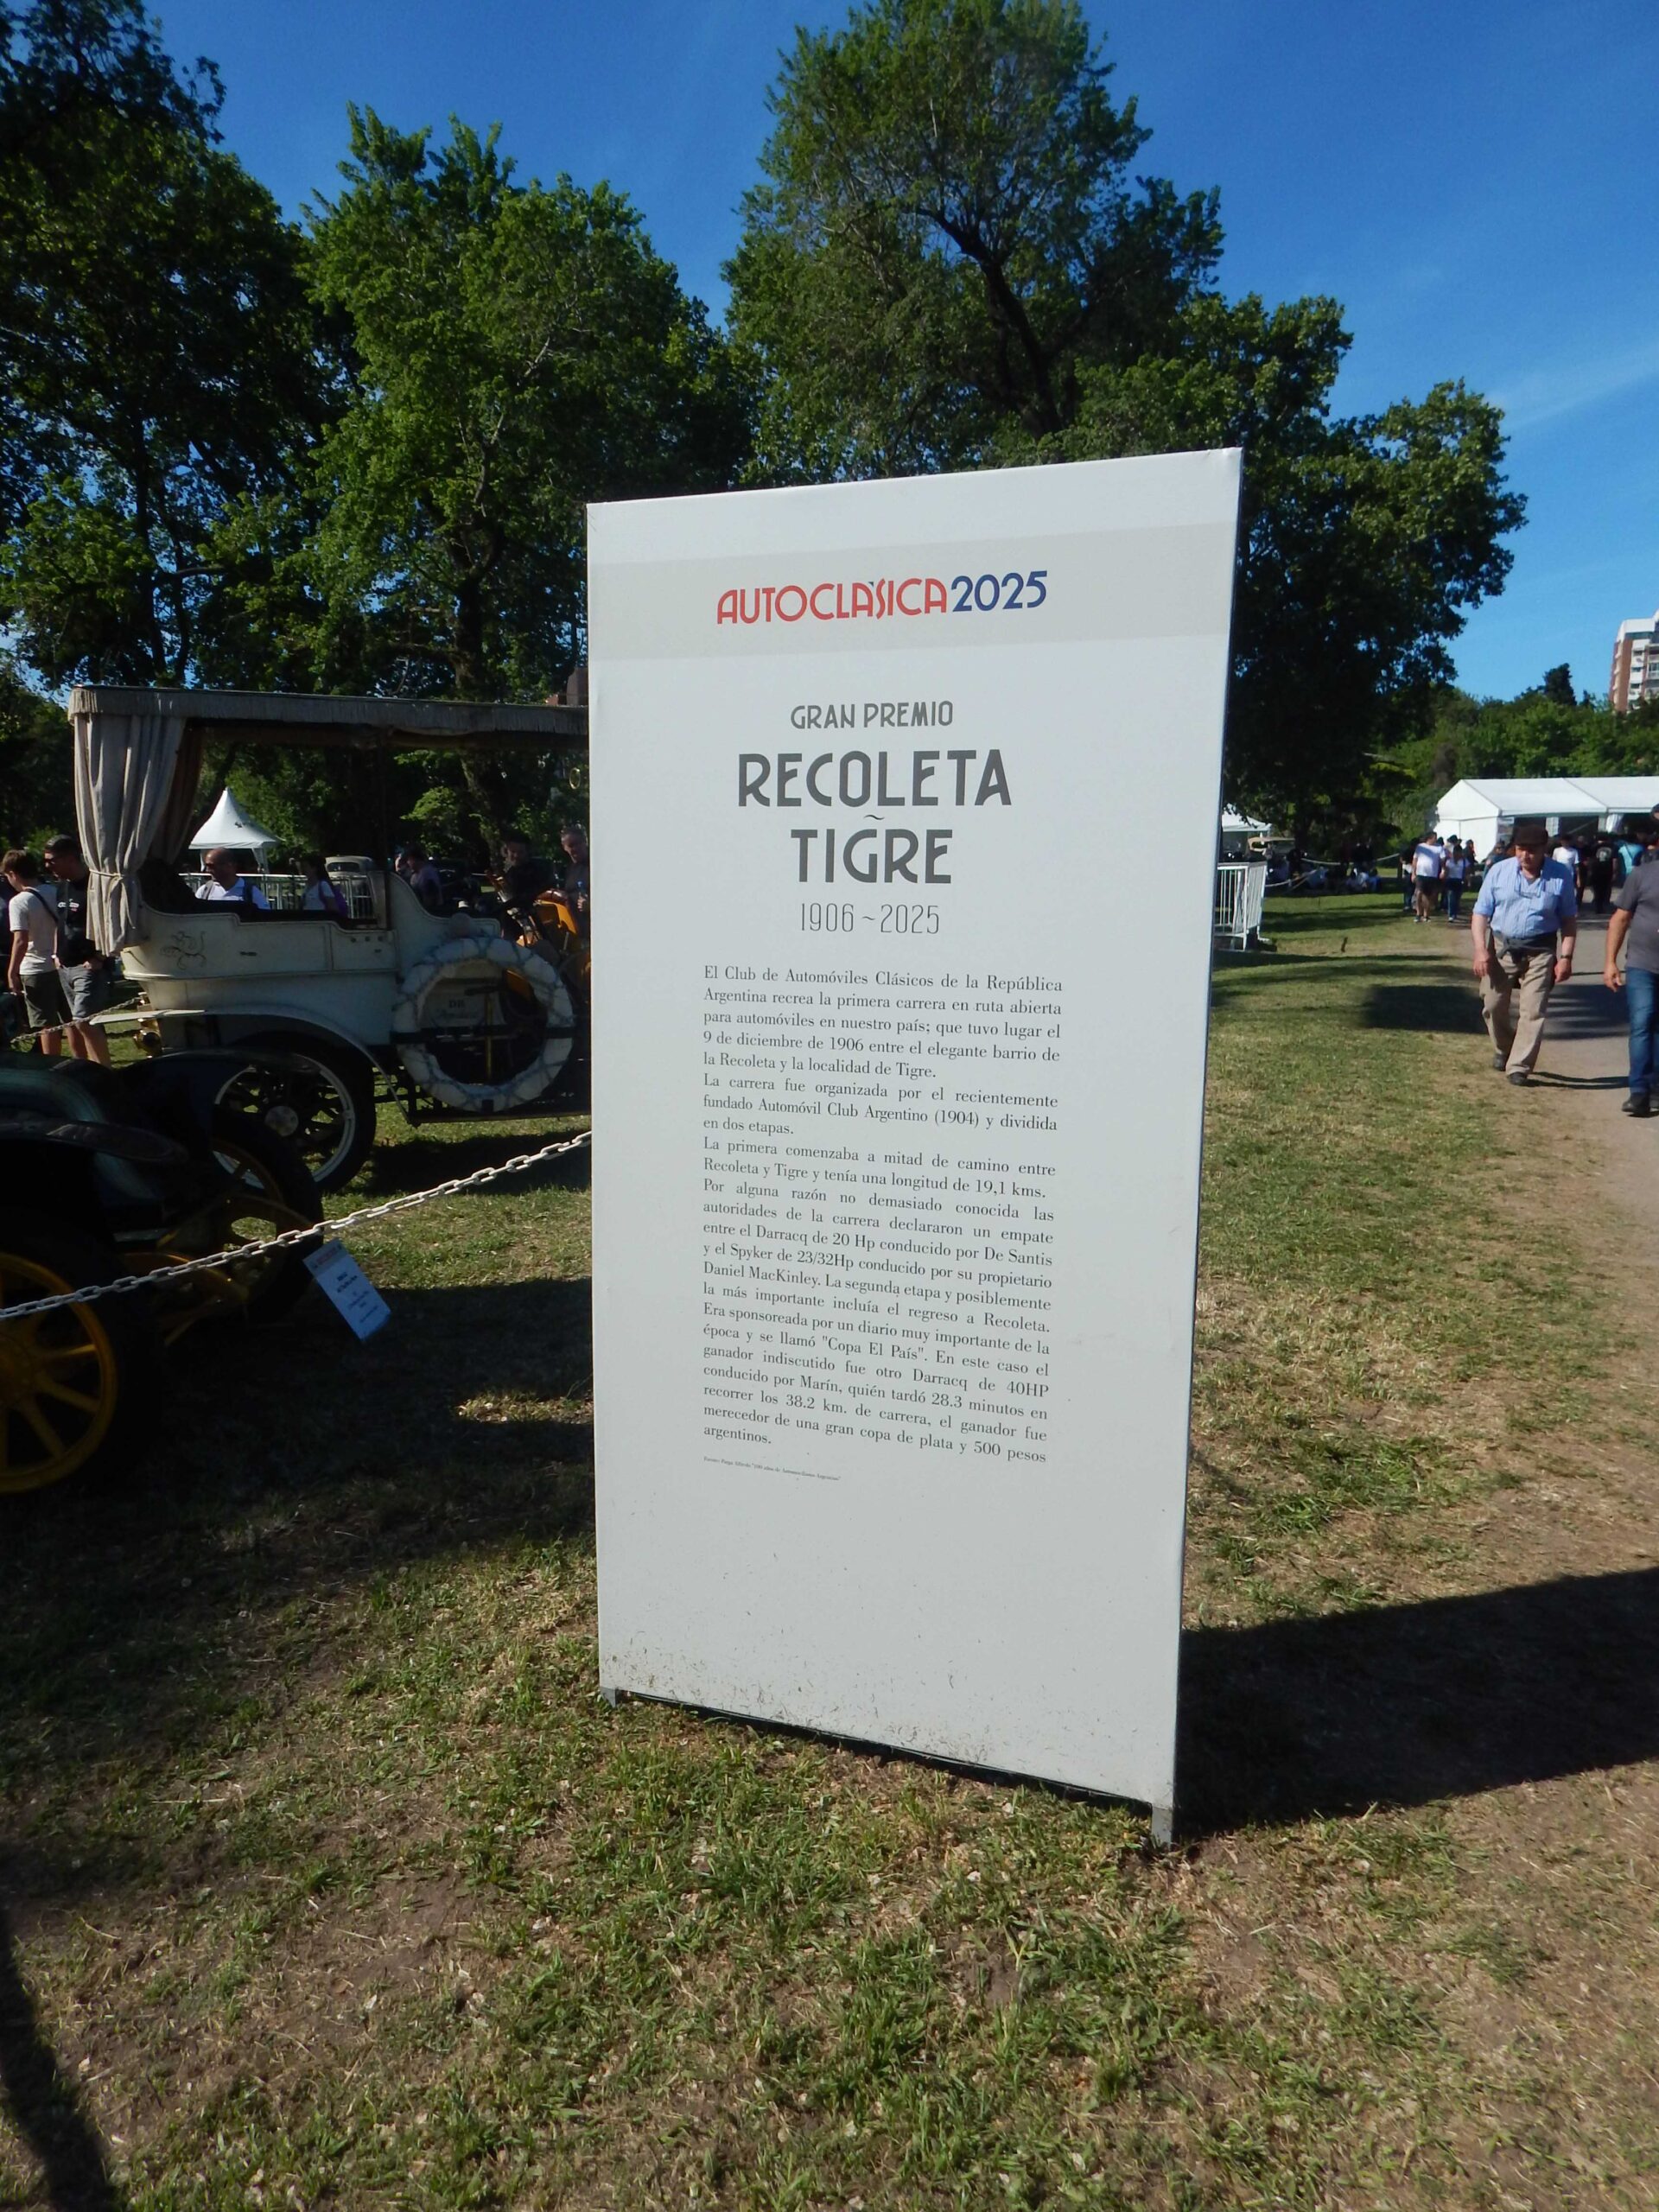 AUTOCLÁSICA2025
GRAN PREMIO
RECOLETA
~
TIGRE
1906 ~ 2025
El Club de Automóviles Clásicos de la República
Argentina recrea la primera carrera en ruta abierta
para automóviles en nuestro país; que tuvo lugar el
9 de diciembre de 1906 entre el elegante barrio de
la Recoleta y la localidad de Tigre.
La carrera fue organizada por el recientemente
fundado Automóvil Club Argentino (1904) y dividida
en dos etapas.
La primera comenzaba a mitad de camino entre
Recoleta y Tigre y tenía una longitud de 19,1 kms.
Por alguna razón no demasiado conocida las
autoridades de la carrera declararon un empate
entre el Darracq de 20 Hp conducido por De Santis
y el Spyker de 23/32Hp conducido por su propietario
Daniel MacKinley. La segunda etapa y posiblemente
la más importante incluía el regreso a Recoleta.
Era sponsoreada por un diario muy importante de la
época y se llamó "Copa El País". En este caso el
ganador indiscutido fue otro Darracq de 40HP
conducido por Marín, quién tardó 28.3 minutos en
recorrer los 38.2 km. de carrera, el ganador fue
merecedor de una gran copa de plata y 500 pesos
argentinos.